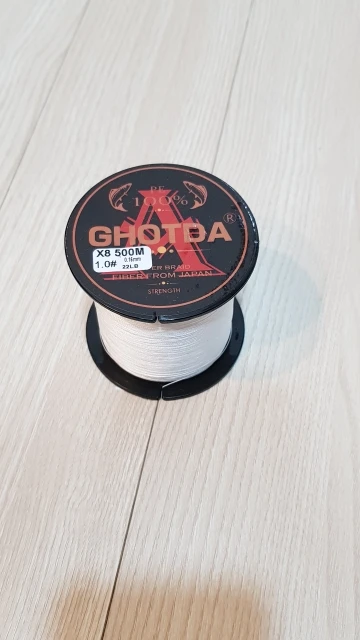 PE
100%
GHOTDA®
X8 500M
1.0# 0.16mm
22LB
ER BRAID
FIBER FROM JAPAN
STRENGTH